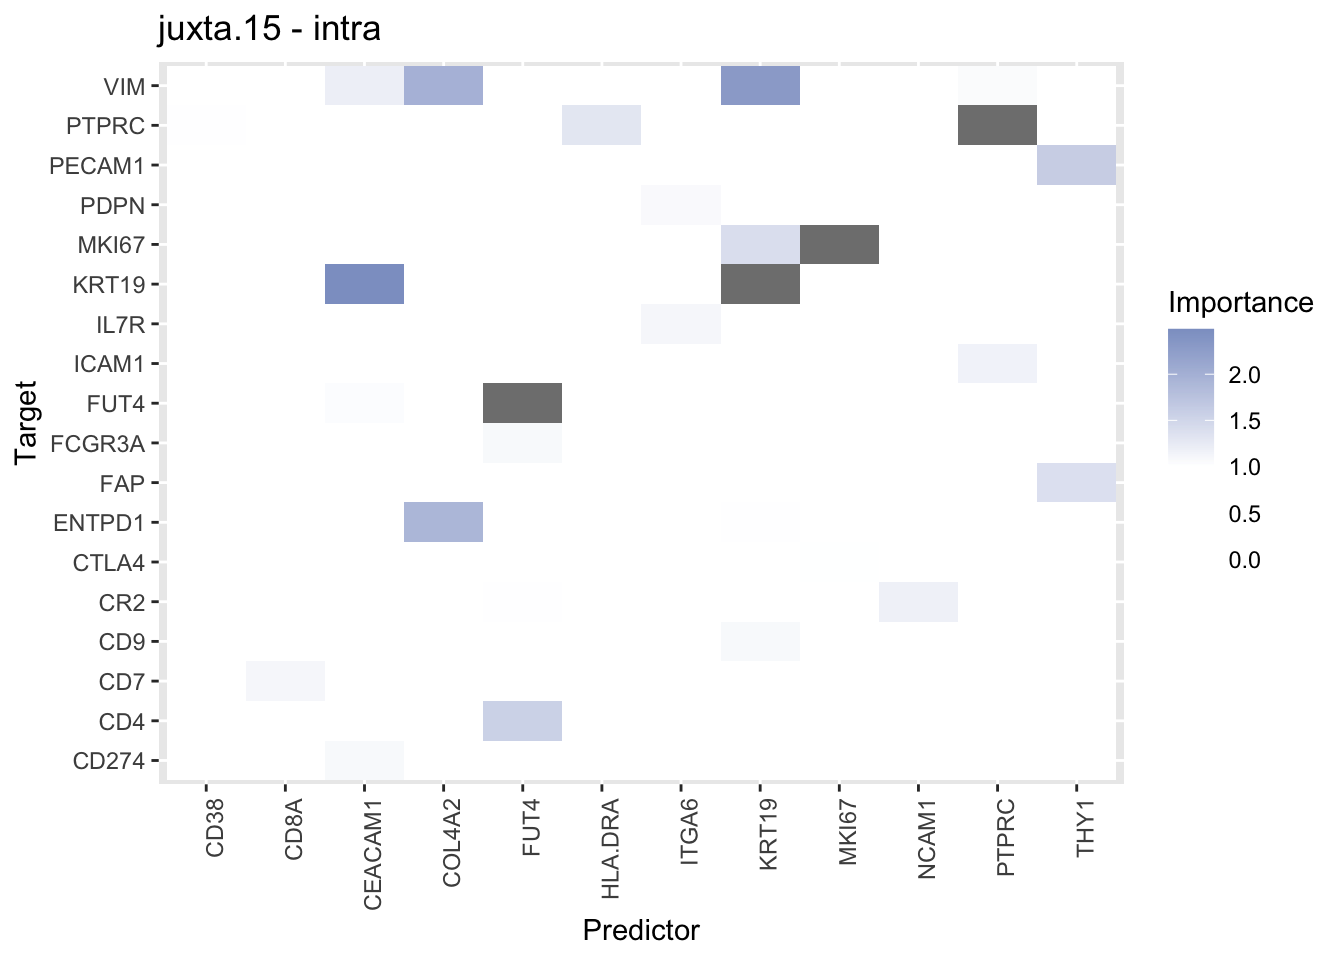 juxta.15 - intra
VIM
PTPRC
PECAM1
PDPN
MKI67
KRT19
IL7R
ICAM1
FUT4
FCGR3A
FAP
ENTPD1
CTLA4
CR2
CD9
CD7
CD4
CD274
Target
CD38
CD8A
CEACAM1
COL4A2
FUT4
HLA.DRA
ITGA6
KRT19
MKI67
NCAM1
PTPRC
THY1
Predictor
Importance
2.0
1.5
1.0
0.5
0.0